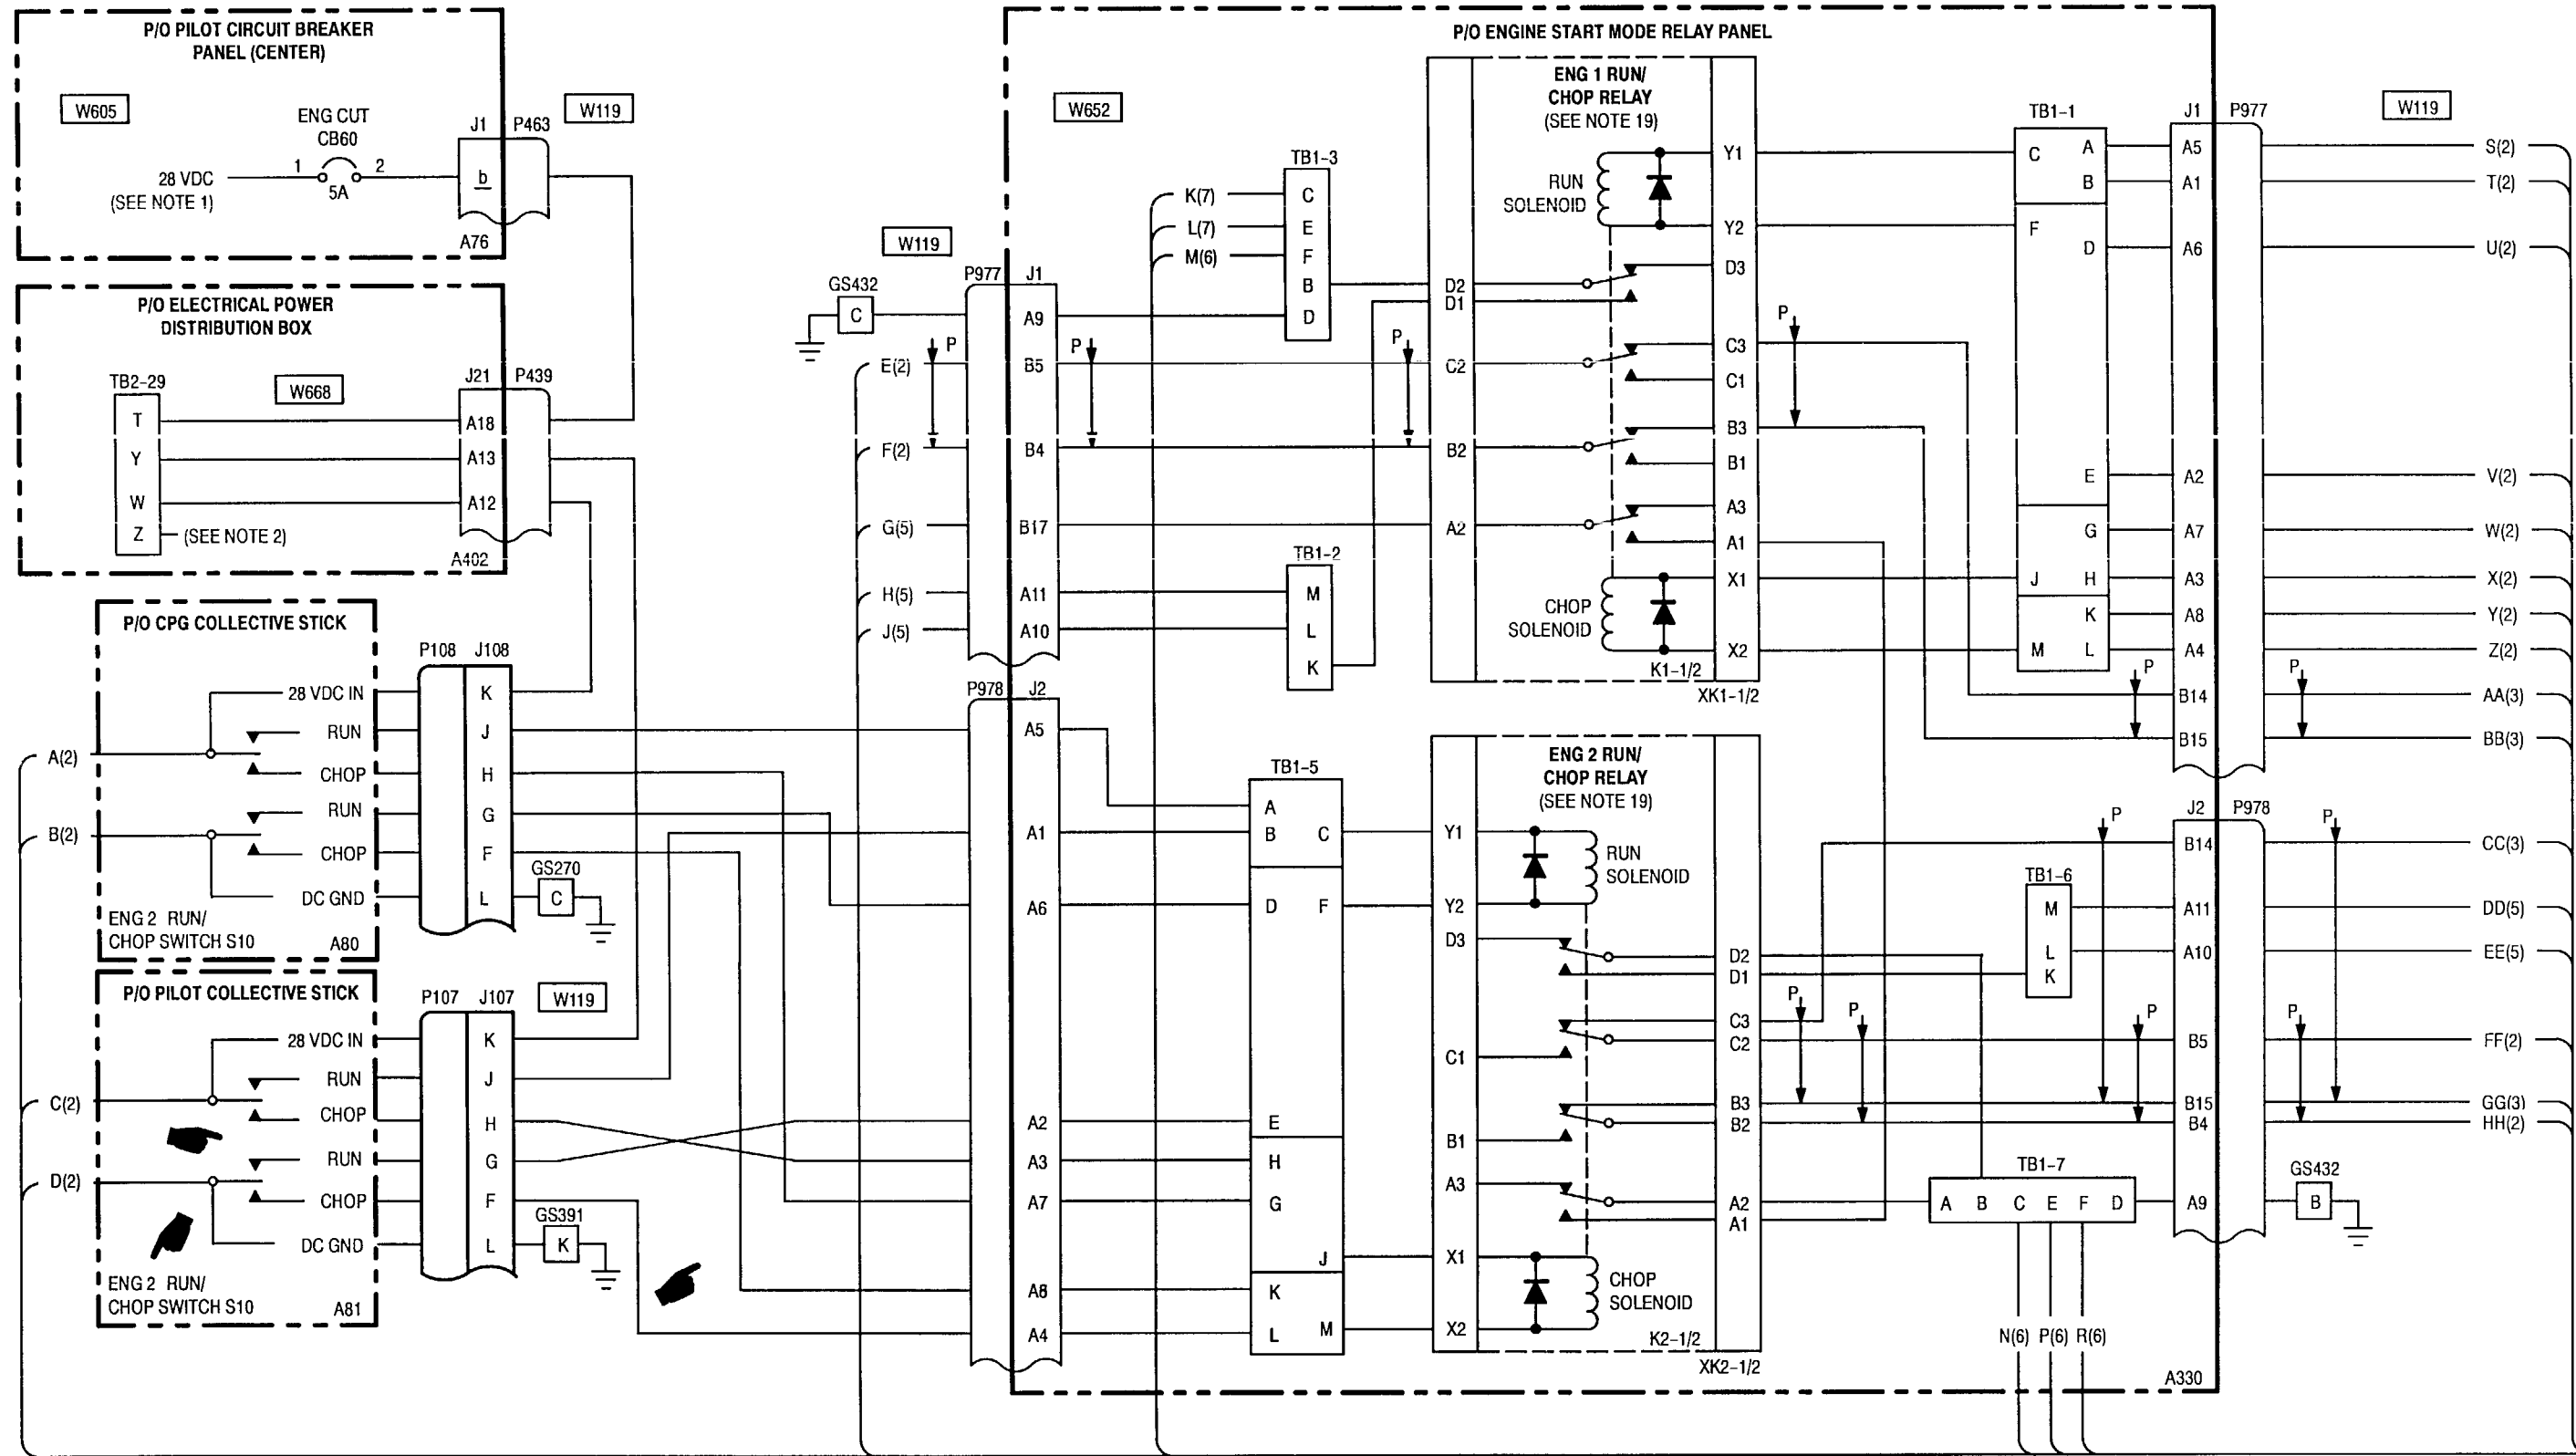 P/O PILOT CIRCUIT BREAKER
PANEL (CENTER)
W605
ENG CUT
CB60
1
2
5A
28 VDC
(SEE NOTE 1)
J1
P463
b
A76
W119
P/O ELECTRICAL POWER
DISTRIBUTION BOX
TB2-29
W668
J21
P439
T
A18
Y
A13
W
A12
Z
(SEE NOTE 2)
A402
P/O CPG COLLECTIVE STICK
P108
J108
28 VDC IN
K
RUN
J
A(2)
CHOP
H
RUN
G
B(2)
CHOP
F
DC GND
L
GS270
C
ENG 2 RUN/
CHOP SWITCH S10
A80
P/O PILOT COLLECTIVE STICK
P107
J107
W119
28 VDC IN
K
RUN
J
C(2)
CHOP
H
RUN
G
D(2)
CHOP
F
DC GND
L
GS391
K
ENG 2 RUN/
CHOP SWITCH S10
A81
P/O ENGINE START MODE RELAY PANEL
W652
W119
GS432
C
P977
J1
A9
E(2)
P
B5
P
P
F(2)
B4
G(5)
B17
H(5)
A11
J(5)
A10
TB1-3
K(7)
C
L(7)
E
M(6)
F
B
D
TB1-2
M
L
K
ENG 1 RUN/
CHOP RELAY
(SEE NOTE 19)
RUN
SOLENOID
Y1
Y2
D2
D1
D3
C2
C3
C1
B2
B3
B1
A2
A3
A1
CHOP
SOLENOID
X1
X2
K1-1/2
XK1-1/2
P
TB1-1
C
A
B
F
D
E
G
J
H
K
M
L
J1
P977
W119
A5
S(2)
A1
T(2)
A6
U(2)
A2
V(2)
A7
W(2)
A3
X(2)
A8
Y(2)
A4
Z(2)
P
P
B14
AA(3)
B15
BB(3)
P978
J2
A5
A1
A6
A2
A3
A7
A8
A4
TB1-5
A
B
C
D
F
E
H
G
J
K
L
M
ENG 2 RUN/
CHOP RELAY
(SEE NOTE 19)
Y1
RUN
SOLENOID
Y2
D3
D2
D1
C3
C2
C1
B3
B2
B1
A3
A2
A1
X1
CHOP
SOLENOID
X2
K2-1/2
XK2-1/2
P
P
P
P
TB1-6
M
L
K
J2
P978
P
P
B14
CC(3)
A11
DD(5)
A10
EE(5)
B5
FF(2)
B15
GG(3)
B4
HH(2)
TB1-7
A B C E F D
A9
GS432
B
N(6) P(6) R(6)
A330